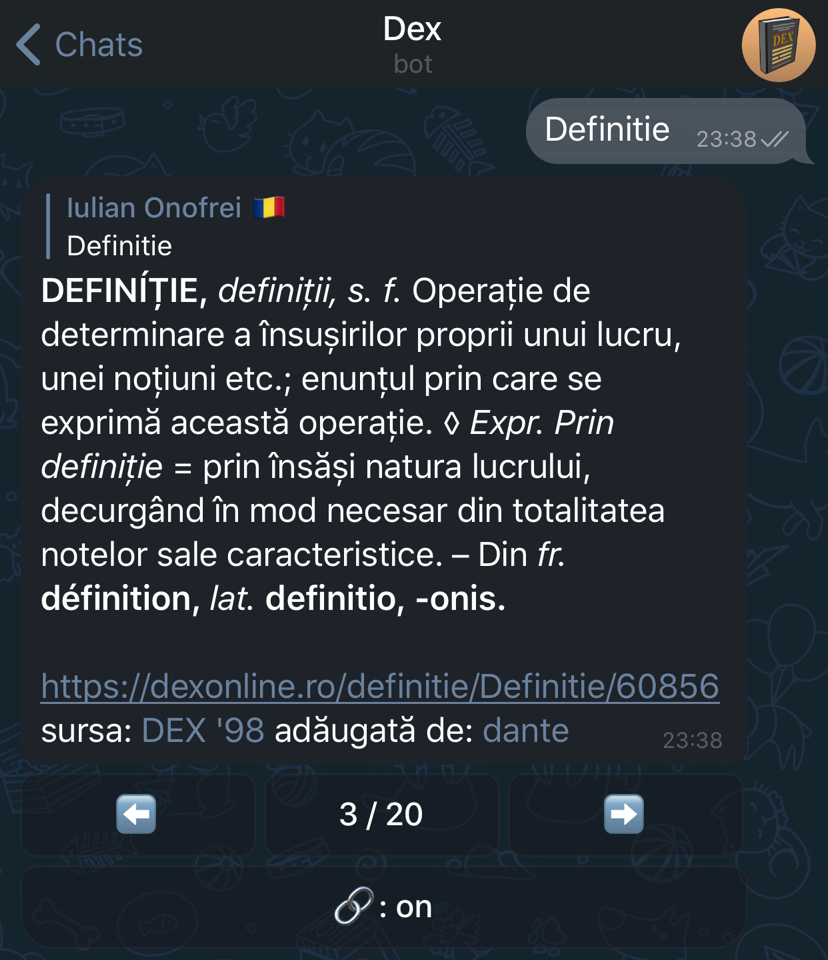 Chats
Dex
bot
DEX
Definitie 23:38
Iulian Onofrei 🇷🇴
Definitie
DEFINÍȚIE, definiții, s. f. Operație de
determinare a însușirilor proprii unui lucru,
unei noțiuni etc.; enunțul prin care se
exprimă această operație. ◊ Expr. Prin
definiție = prin însăși natura lucrului,
decurgând în mod necesar din totalitatea
notelor sale caracteristice. – Din fr.
définition, lat. definitio, -onis.
https://dexonline.ro/definitie/Definitie/60856
sursa: DEX '98 adăugată de: dante 23:38
⬅️ 3 / 20 ➡️
🔗: on